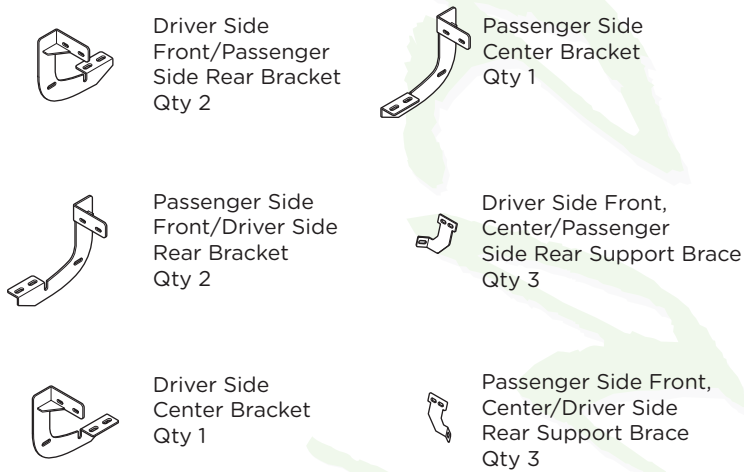 Driver Side
Front/Passenger
Side Rear Bracket
Qty 2
Passenger Side
Center Bracket
Qty 1
Passenger Side
Front/Driver Side
Rear Bracket
Qty 2
Driver Side Front,
Center/Passenger
Side Rear Support Brace
Qty 3
Driver Side
Center Bracket
Qty 1
Passenger Side Front,
Center/Driver Side
Rear Support Brace
Qty 3